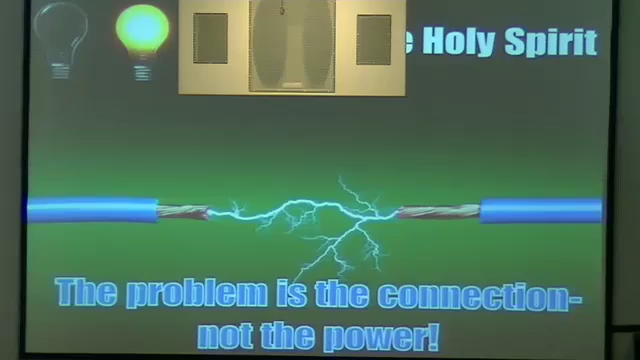 Holy Spirit
The problem is the connection-
not the power!